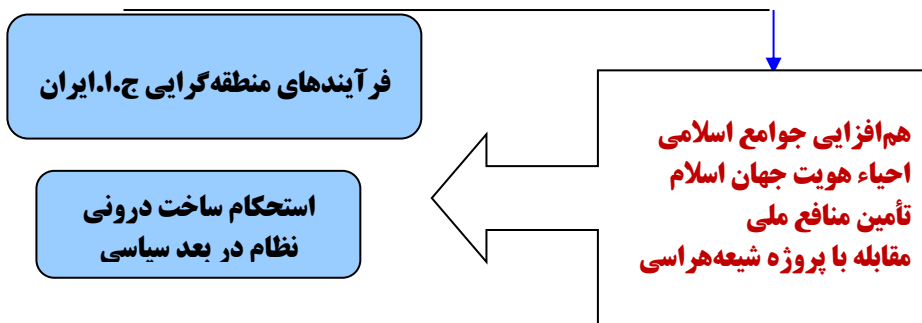 فرآیندهای منطقه‌گرایی ج.ا.ایران
هم‌افزایی جوامع اسلامی
احیاء هویت جهان اسلام
تأمین منافع ملی
مقابله با پروژه شیعه‌هراسی
استحکام ساخت درونی
نظام در بعد سیاسی